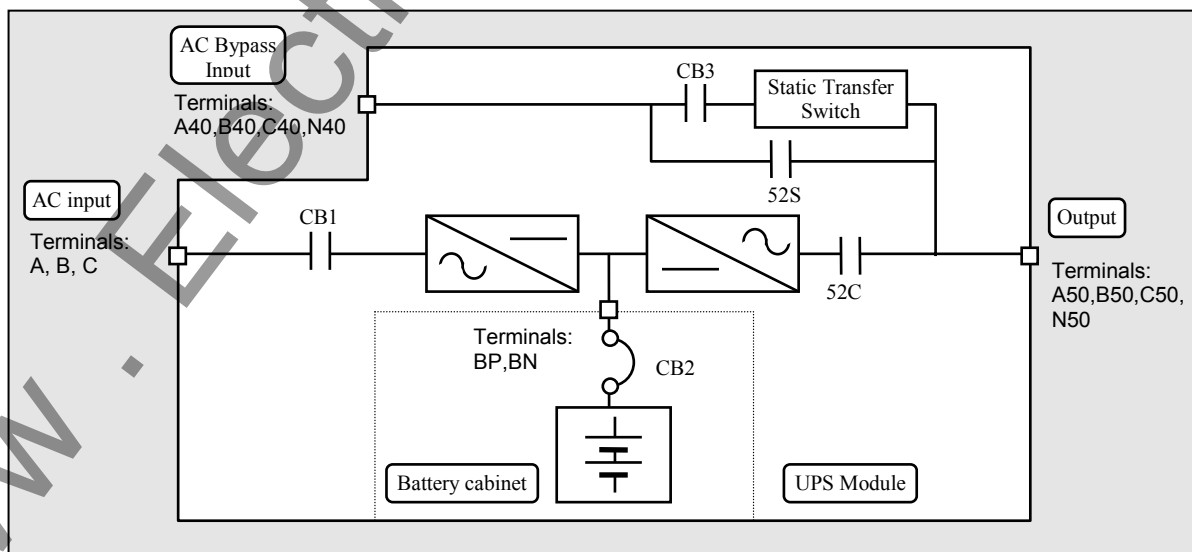 AC Bypass
Input
Terminals:
A40,B40,C40,N40
CB3
Static Transfer
Switch
52S
AC input
Terminals:
A, B, C
CB1
52C
Output
Terminals:
A50,B50,C50,
N50
Terminals:
BP,BN
CB2
Battery cabinet
UPS Module
w . Elect